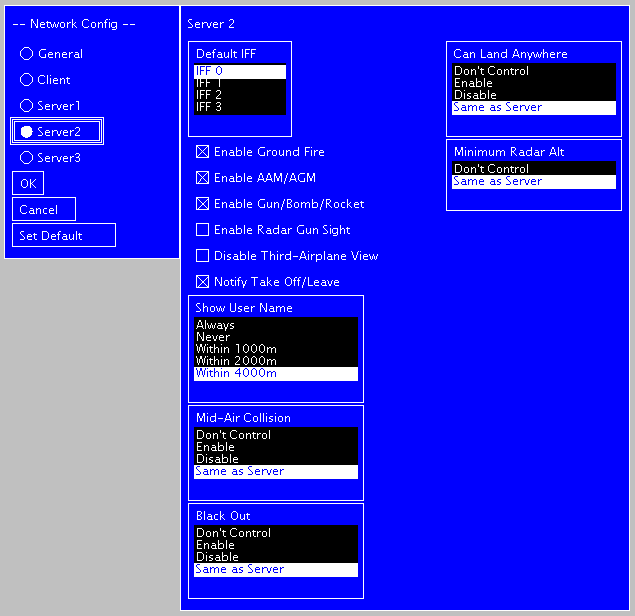 -- Network Config --
General
Client
Server1
Server2
Server3
OK
Cancel
Set Default
Server 2
Default IFF
IFF 0
IFF 1
IFF 2
IFF 3
Enable Ground Fire
Enable AAM/AGM
Enable Gun/Bomb/Rocket
Enable Radar Gun Sight
Disable Third-Airplane View
Notify Take Off/Leave
Show User Name
Always
Never
Within 1000m
Within 2000m
Within 4000m
Mid-Air Collision
Don't Control
Enable
Disable
Same as Server
Black Out
Don't Control
Enable
Disable
Same as Server
Can Land Anywhere
Don't Control
Enable
Disable
Same as Server
Minimum Radar Alt
Don't Control
Same as Server